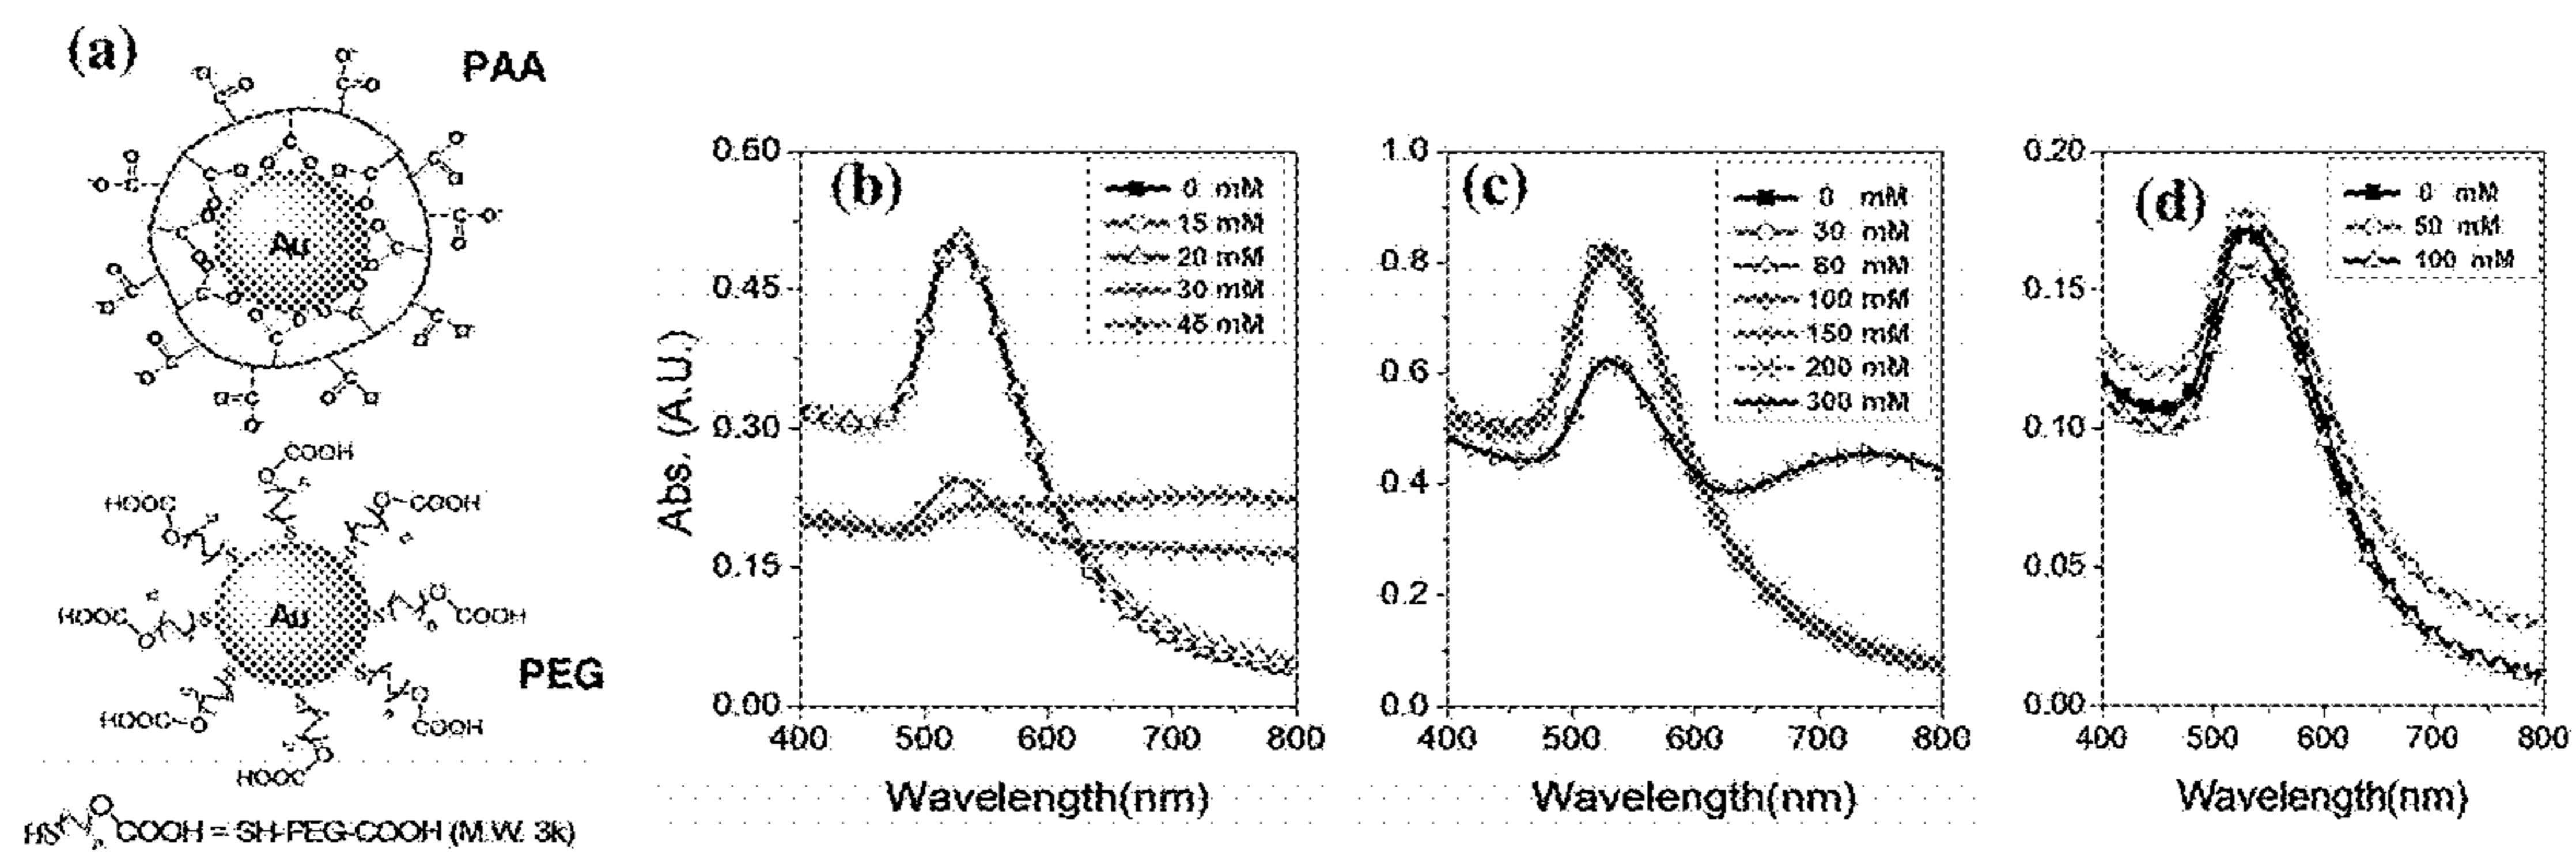 (a)
PAA
Au
COOH
HOOC
COOH
HOOC
COOH
Au
HOOC
COOH
HOOC
COOH
HOOC
PEG
HS
COOH = SH-PEG-COOH (M.W. 3k)
(b)
0 mM
15 mM
20 mM
30 mM
45 mM
0.60
0.45
0.30
0.15
0.00
Abs. (A.U.)
400 500 600 700 800
Wavelength(nm)
(c)
0 mM
30 mM
60 mM
100 mM
150 mM
200 mM
300 mM
1.0
0.8
0.6
0.4
0.2
0.0
400 500 600 700 800
Wavelength(nm)
(d)
0 mM
50 mM
100 mM
0.20
0.15
0.10
0.05
0.00
400 500 600 700 800
Wavelength(nm)